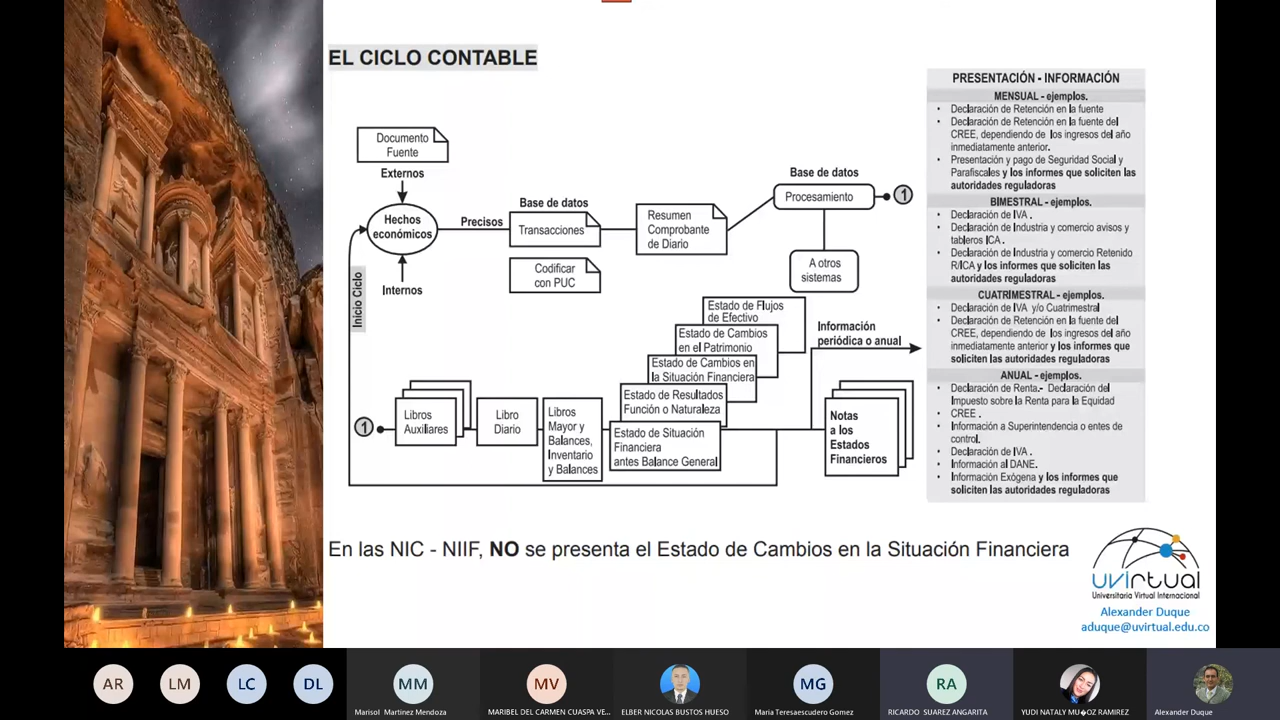 EL CICLO CONTABLE
Documento
Fuente
Externos
Hechos
económicos
Internos
Inicio Ciclo
Precisos
Base de datos
Transacciones
Codificar
con PUC
Resumen
Comprobante
de Diario
Base de datos
Procesamiento
1
A otros
sistemas
Estado de Flujos
de Efectivo
Estado de Cambios
en el Patrimonio
Estado de Cambios en
la Situación Financiera
Estado de Resultados
Función o Naturaleza
Estado de Situación
Financiera
antes Balance General
Información
periódica o anual
1
Libros
Auxiliares
Libro
Diario
Libros
Mayor y
Balances,
Inventario
y Balances
Notas
a los
Estados
Financieros
PRESENTACIÓN - INFORMACIÓN
MENSUAL - ejemplos.
• Declaración de Retención en la fuente
• Declaración de Retención en la fuente del
CREE, dependiendo de los ingresos del año
inmediatamente anterior.
• Presentación y pago de Seguridad Social y
Parafiscales y los informes que soliciten las
autoridades reguladoras
BIMESTRAL - ejemplos.
• Declaración de IVA .
• Declaración de Industria y comercio avisos y
tableros ICA .
• Declaración de Industria y comercio Retenido
R/ICA y los informes que soliciten las
autoridades reguladoras
CUATRIMESTRAL - ejemplos.
• Declaración de IVA y/o Cuatrimestral
• Declaración de Retención en la fuente del
CREE, dependiendo de los ingresos del año
inmediatamente anterior y los informes que
soliciten las autoridades reguladoras
ANUAL - ejemplos.
• Declaración de Renta.- Declaración del
Impuesto sobre la Renta para la Equidad
• CREE .
• Información a Superintendencia o entes de
control.
• Declaración de IVA .
• Información al DANE.
• Información Exógena y los informes que
soliciten las autoridades reguladoras
En las NIC - NIIF, NO se presenta el Estado de Cambios en la Situación Financiera
uvirtual
Universitaria Virtual Internacional
Alexander Duque
aduque@uvirtual.edu.co
AR
LM
LC
DL
MM
MV
MG
RA
Marisol Martinez Mendoza
MARIBEL DEL CARMEN CUASPA VE...
ELBER NICOLAS BUSTOS HUESO
Maria Teresaescudero Gomez
RICARDO SUAREZ ANGARITA
YUDI NATALY MU�OZ RAMIREZ
Alexander Duque